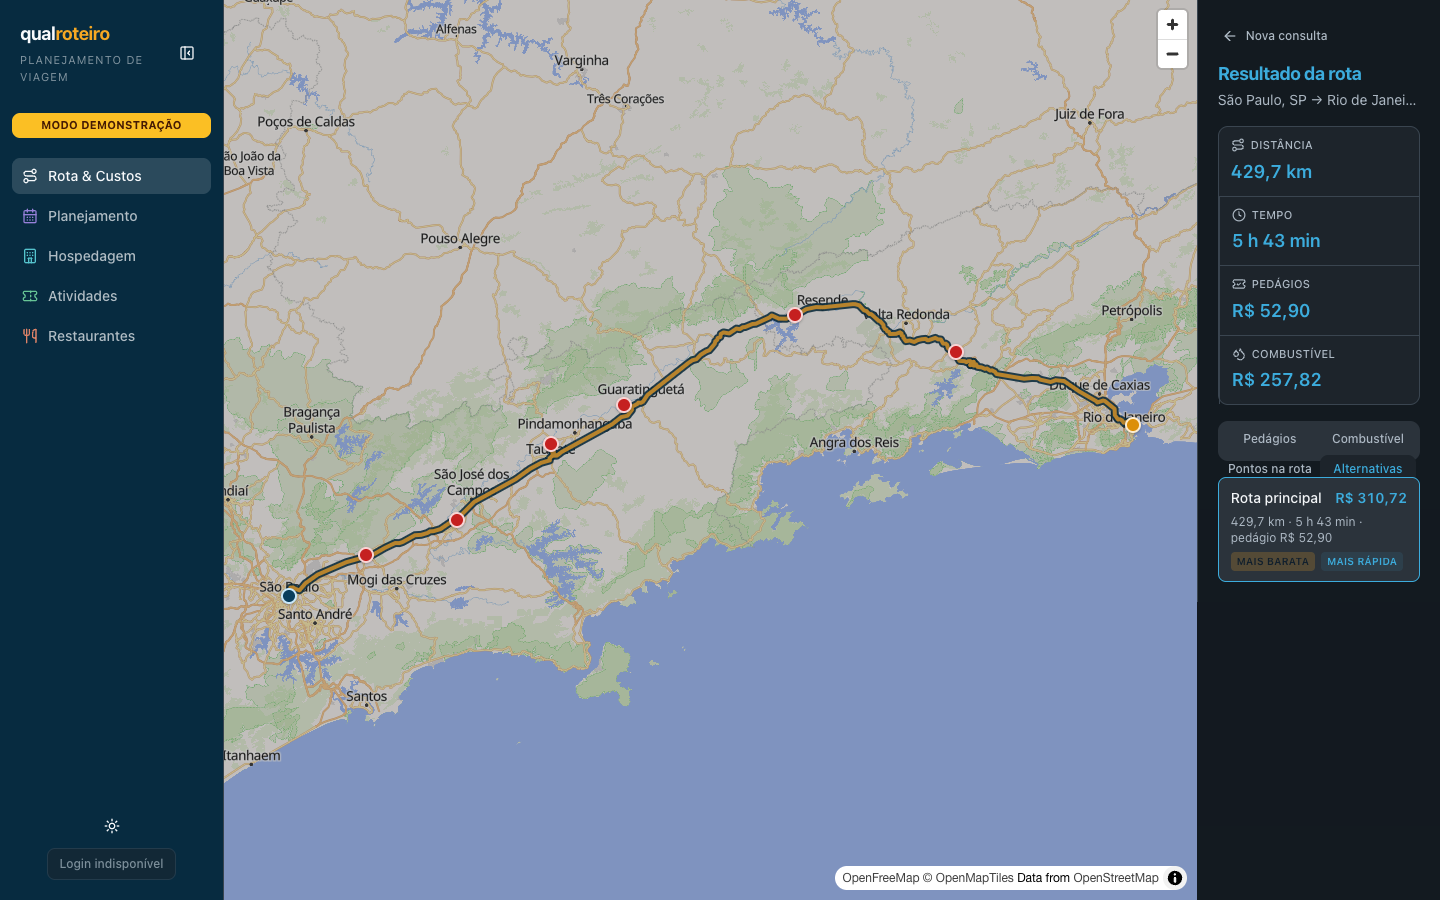 qualroteiro
PLANEJAMENTO DE
VIAGEM
MODO DEMONSTRAÇÃO
Rota & Custos
Planejamento
Hospedagem
Atividades
Restaurantes
Login indisponível
Guaxupé
Alfenas
Varginha
Três Corações
Juiz de Fora
Poços de Caldas
ão João da
Boa Vista
Pouso Alegre
Resende
lta Redonda
Petrópolis
Guaratinguetá
Duque de Caxias
Bragança
Paulista
Pindamonhangaba
Rio de Janeiro
Angra dos Reis
São José dos
Campos
ndiaí
São Paulo
Mogi das Cruzes
Santo André
Santos
Itanhaem
+
−
OpenFreeMap © OpenMapTiles Data from OpenStreetMap
Nova consulta
Resultado da rota
São Paulo, SP → Rio de Janei...
DISTÂNCIA
429,7 km
TEMPO
5 h 43 min
PEDÁGIOS
R$ 52,90
COMBUSTÍVEL
R$ 257,82
Pedágios Combustível
Pontos na rota Alternativas
Rota principal R$ 310,72
429,7 km · 5 h 43 min ·
pedágio R$ 52,90
MAIS BARATA MAIS RÁPIDA